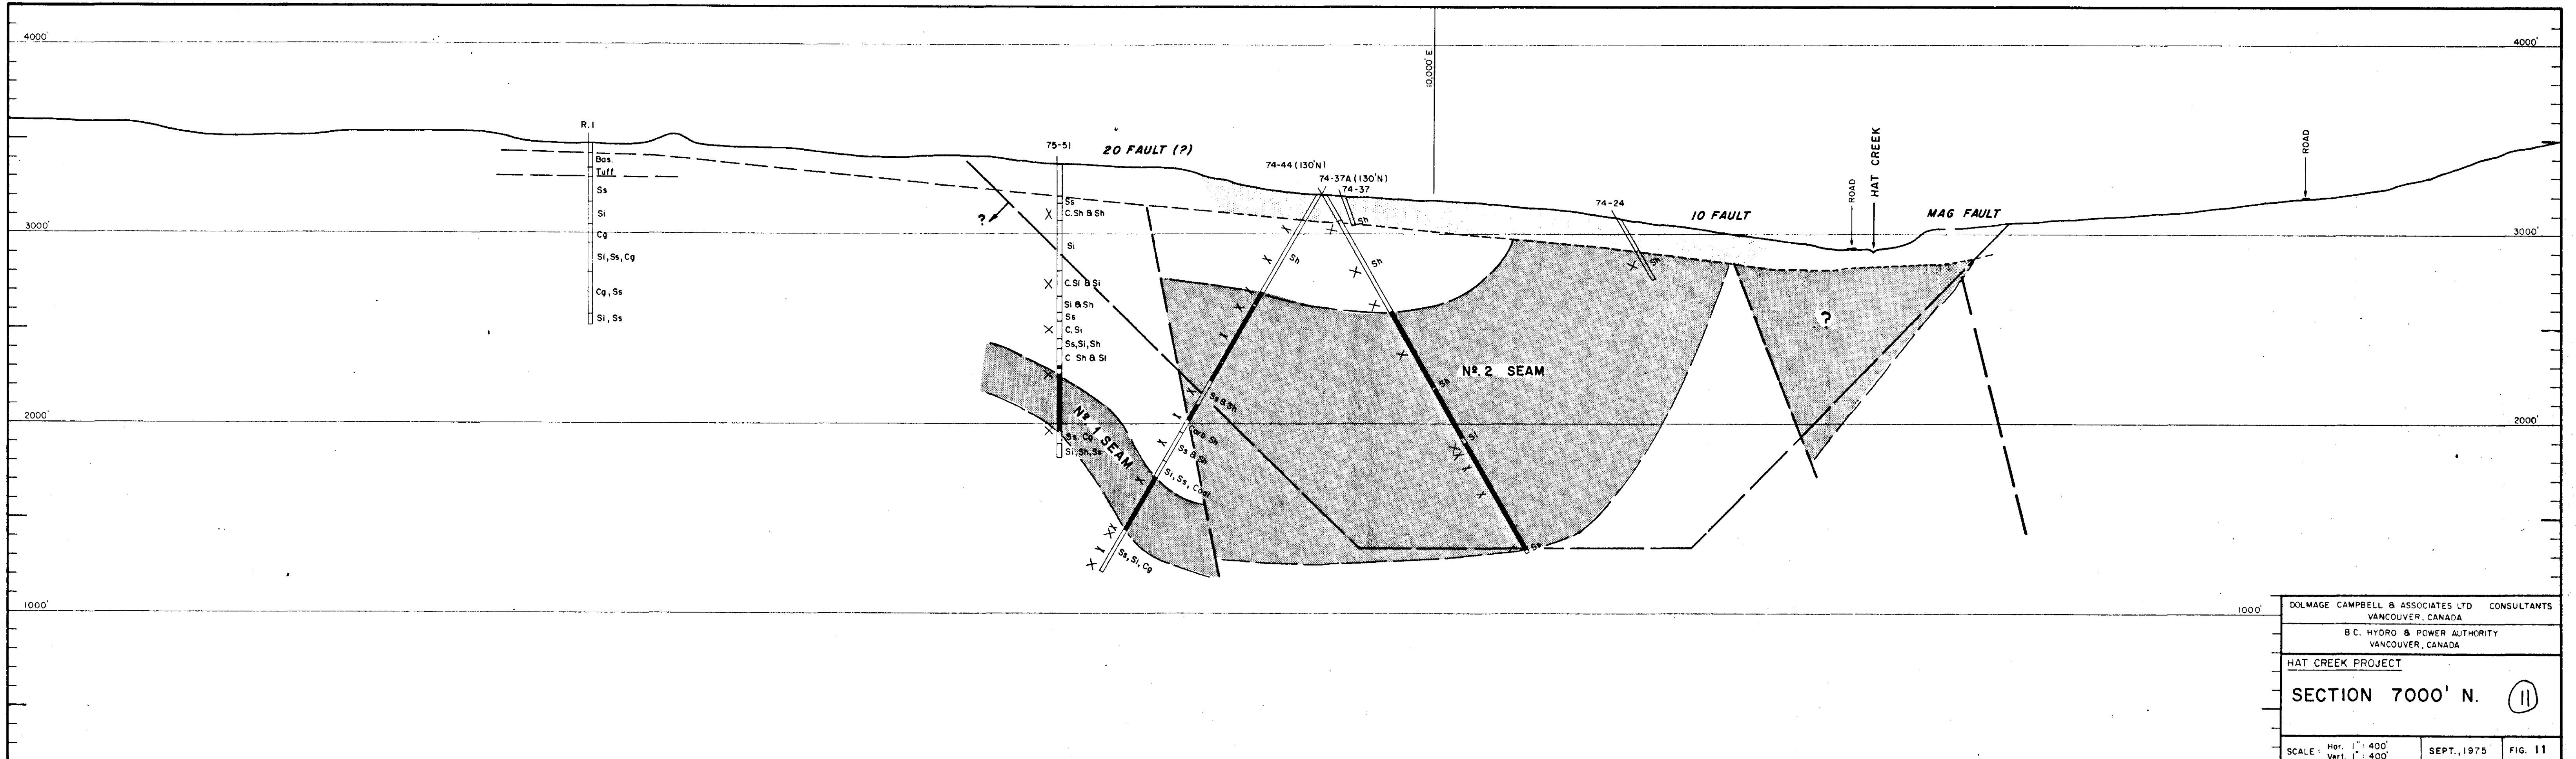 4000'
4000'
10,000' E
R.1
Bas.
Tuff
Ss
Si
Cg
Si, Ss, Cg
Cg, Ss
Si, Ss
75-51
20 FAULT (?)
?
Ss
C. Sh & Sh
Si
C. Si & Si
Si & Sh
Ss
C. Si
Ss, Si, Sh
C. Sh & Si
Ss, Cg
Si, Sh, Ss
Nº. 1 SEAM
74-44 (130'N)
74-37A (130'N)
74-37
Sh
Sh
Sh
Ss & Sh
Carb Sh
Ss & Sh
Si, Ss, Coal
Ss, Si, Cg
Sh
Si
Ss
Nº. 2 SEAM
74-24
Sh
10 FAULT
ROAD
HAT CREEK
MAG FAULT
?
ROAD
3000'
3000'
2000'
2000'
1000'
1000'
DOLMAGE CAMPBELL & ASSOCIATES LTD CONSULTANTS
VANCOUVER, CANADA
B.C. HYDRO & POWER AUTHORITY
VANCOUVER, CANADA
HAT CREEK PROJECT
SECTION 7000' N. 11
SCALE: Hor. 1" : 400'
Vert. 1" : 400'
SEPT., 1975
FIG. 11